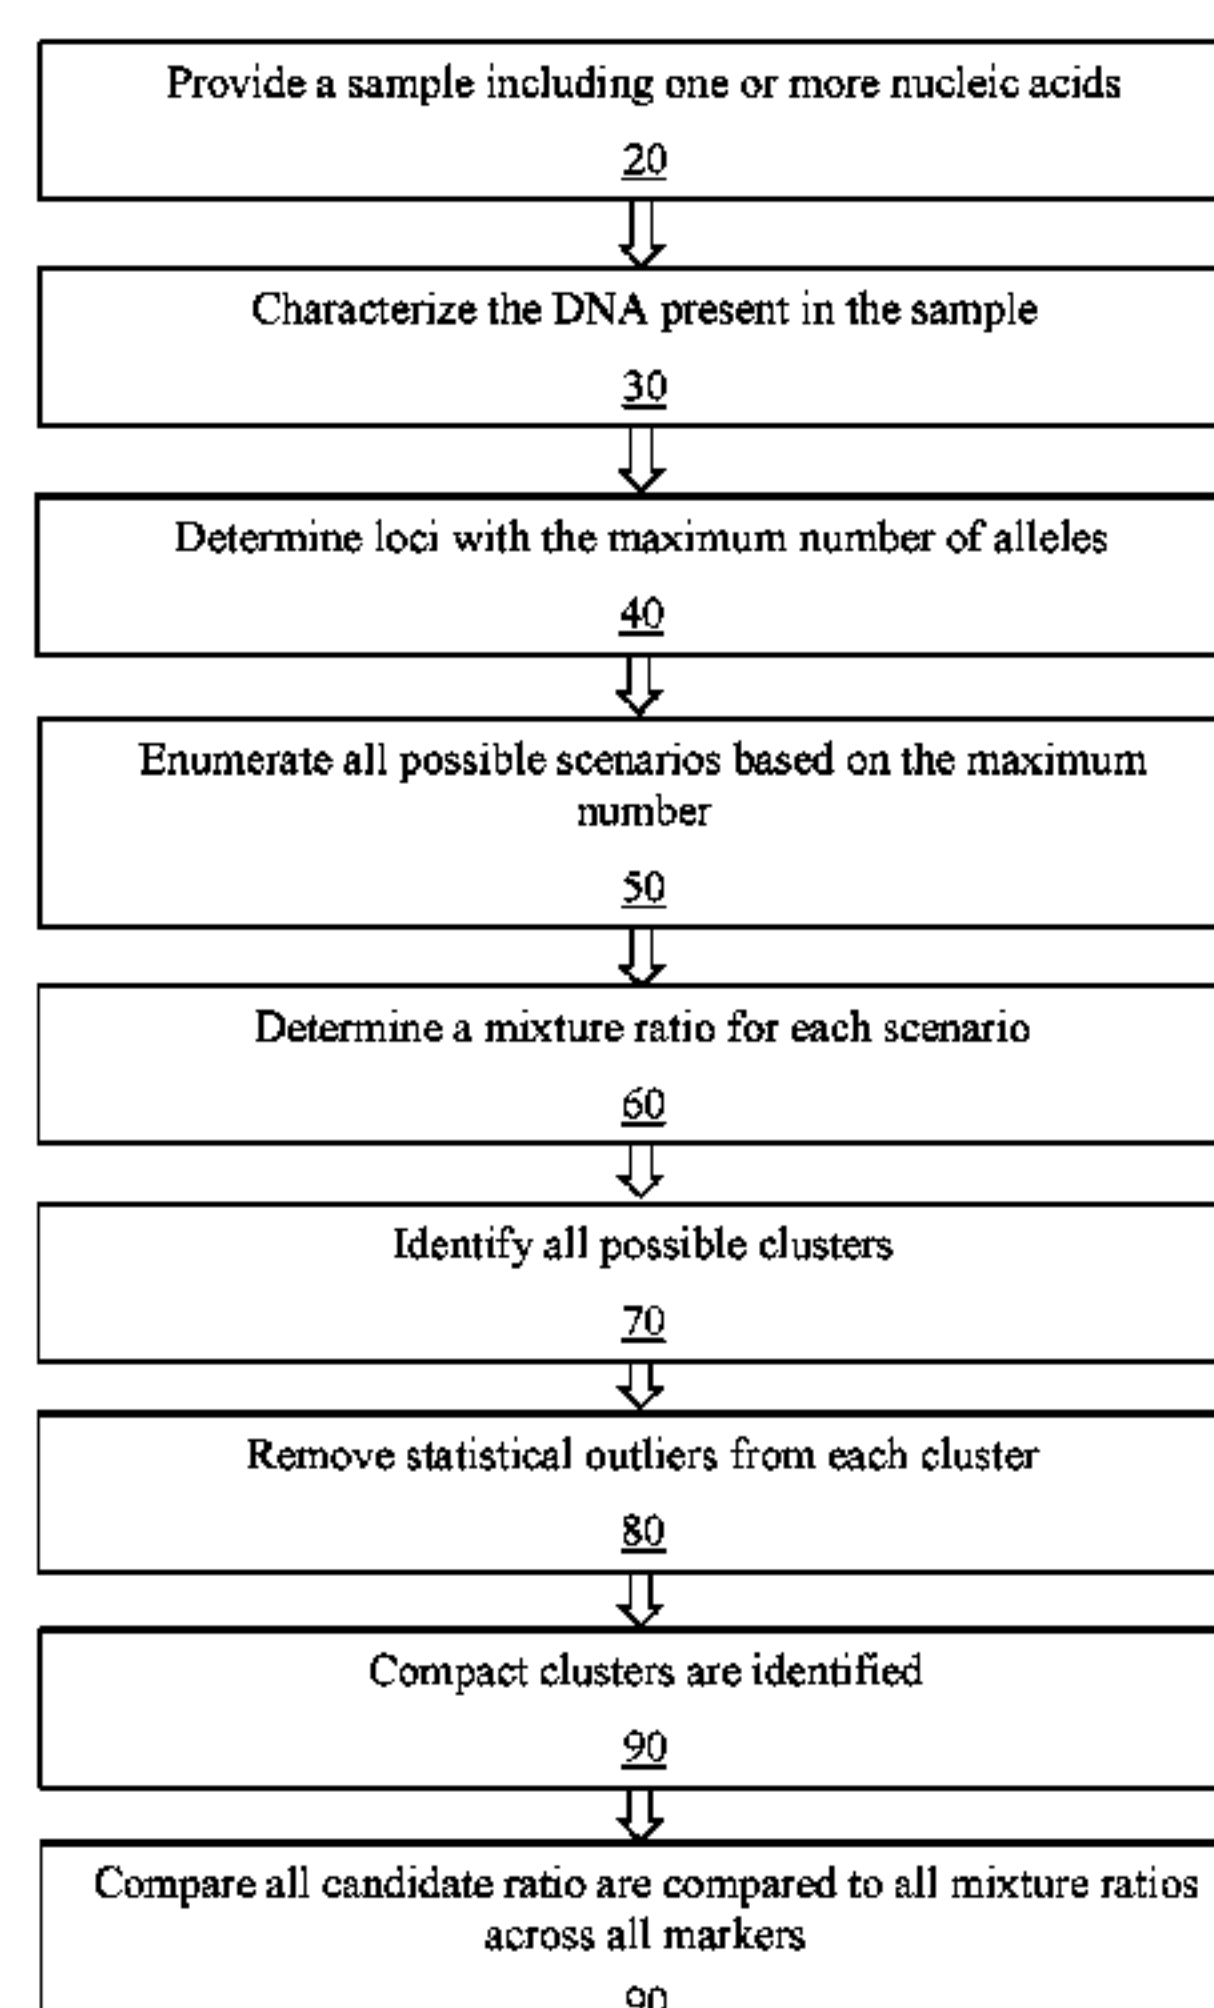 Provide a sample including one or more nucleic acids
20
Characterize the DNA present in the sample
30
Determine loci with the maximum number of alleles
40
Enumerate all possible scenarios based on the maximum
number
50
Determine a mixture ratio for each scenario
60
Identify all possible clusters
70
Remove statistical outliers from each cluster
80
Compact clusters are identified
90
Compare all candidate ratio are compared to all mixture ratios
across all markers
90